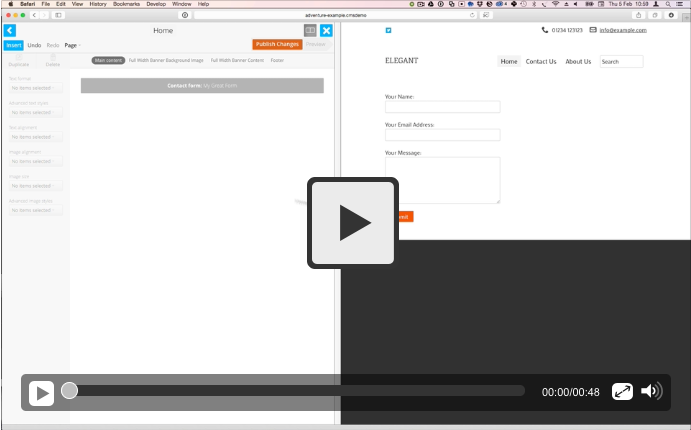 Safari File Edit View History Bookmarks Develop Window Help
Thu 5 Feb 10:59
adventure-example.cmsdemo
Home
Insert Undo Redo Page
Publish Changes Preview
Duplicate Delete
Main content Full Width Banner Background Image Full Width Banner Content Footer
Contact Form: My Great Form
Text format
No items selected
Advanced text styles
No items selected
Text alignment
No items selected
Image alignment
No items selected
Image size
No items selected
Advanced image styles
No items selected
01234 123123 info@example.com
ELEGANT
Home Contact Us About Us Search
Your Name:
Your Email Address:
Your Message:
00:00/00:48